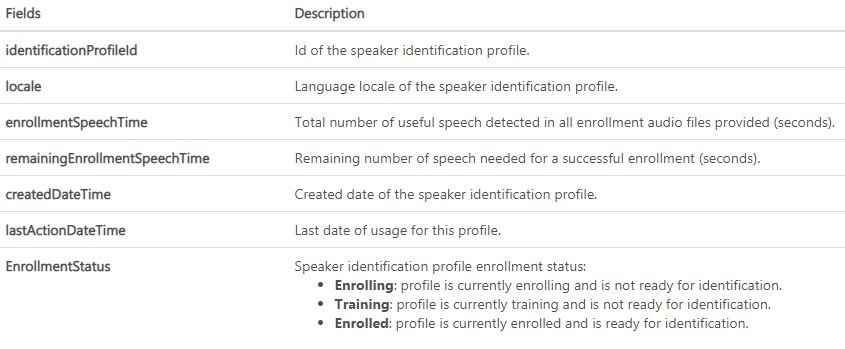 Fields Description
identificationProfileId Id of the speaker identification profile.
locale Language locale of the speaker identification profile.
enrollmentSpeechTime Total number of useful speech detected in all enrollment audio files provided (seconds).
remainingEnrollmentSpeechTime Remaining number of speech needed for a successful enrollment (seconds).
createdDateTime Created date of the speaker identification profile.
lastActionDateTime Last date of usage for this profile.
EnrollmentStatus Speaker identification profile enrollment status:
• Enrolling: profile is currently enrolling and is not ready for identification.
• Training: profile is currently training and is not ready for identification.
• Enrolled: profile is currently enrolled and is ready for identification.